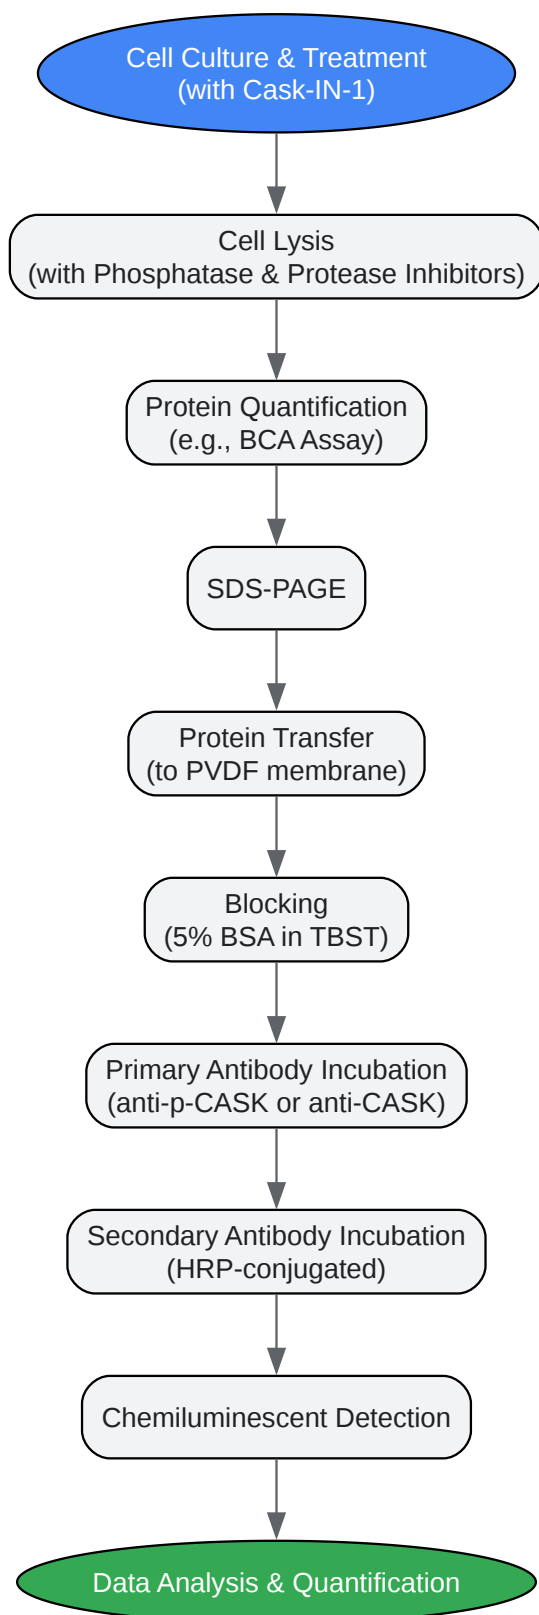 Cell Culture & Treatment
(with Cask-IN-1)
Cell Lysis
(with Phosphatase & Protease Inhibitors)
Protein Quantification
(e.g., BCA Assay)
SDS-PAGE
Protein Transfer
(to PVDF membrane)
Blocking
(5% BSA in TBST)
Primary Antibody Incubation
(anti-p-CASK or anti-CASK)
Secondary Antibody Incubation
(HRP-conjugated)
Chemiluminescent Detection
Data Analysis & Quantification